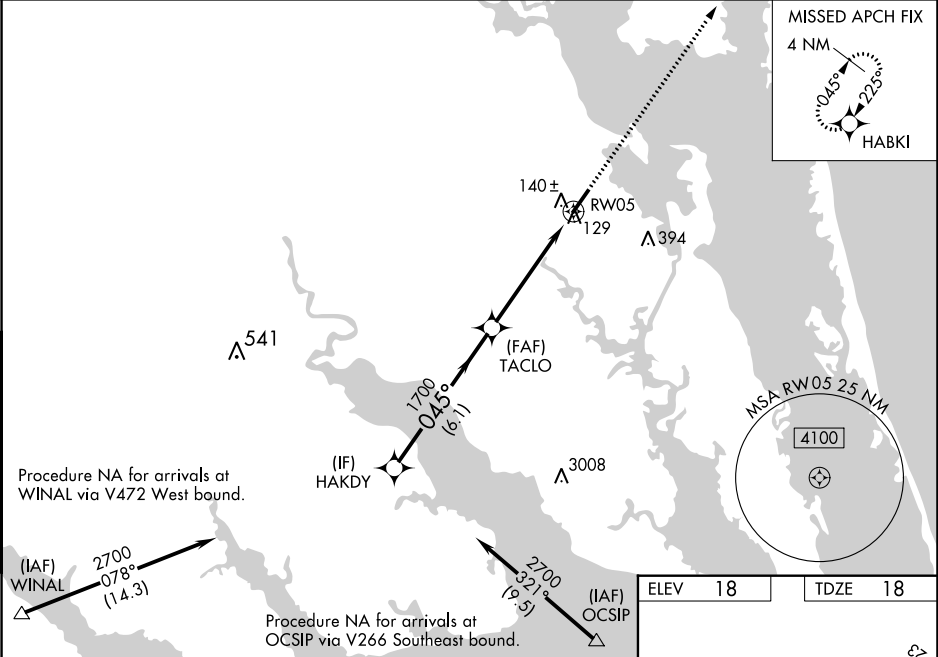 MISSED APCH FIX
4 NM
045°
225°
HABKI
140 ±
RW05
129
394
541
(FAF)
TACLO
1700
045°
(6.1)
MSA RW05 25 NM
4100
(IF)
HAKDY
3008
Procedure NA for arrivals at
WINAL via V472 West bound.
(IAF)
WINAL
2700
078°
(14.3)
2700
321°
(9.5)
(IAF)
OCSIP
Procedure NA for arrivals at
OCSIP via V266 Southeast bound.
ELEV 18
TDZE 18